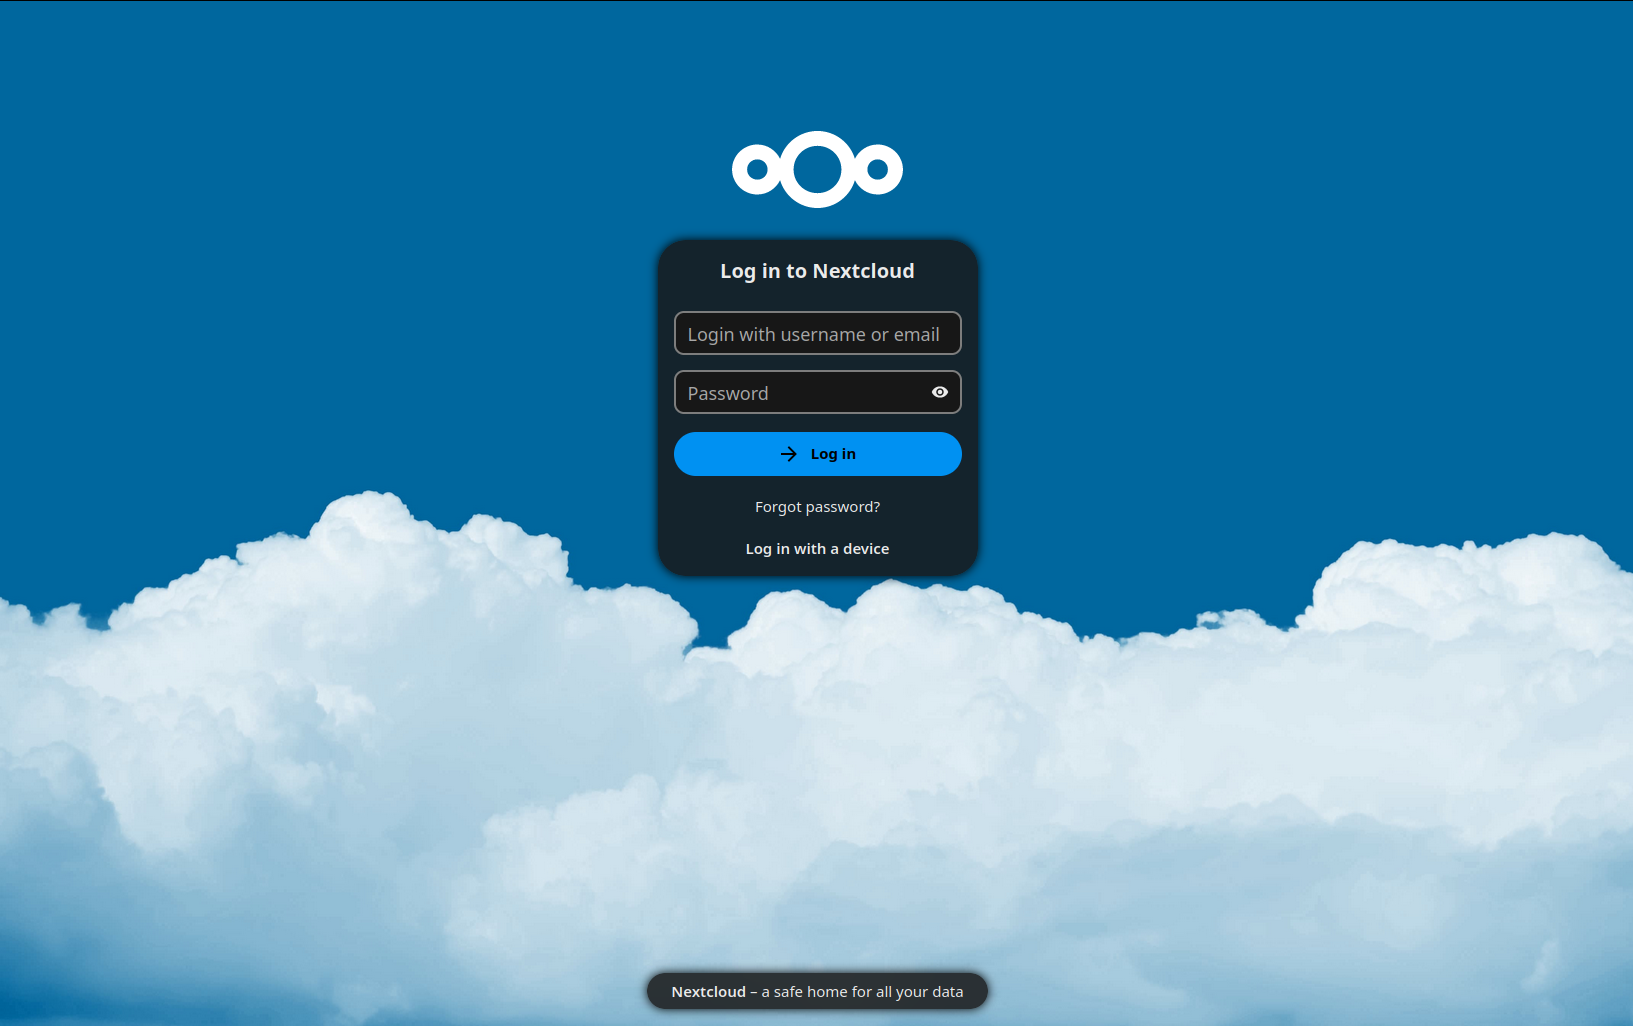 Log in to Nextcloud
Login with username or email
Password
Log in
Forgot password?
Log in with a device
Nextcloud – a safe home for all your data